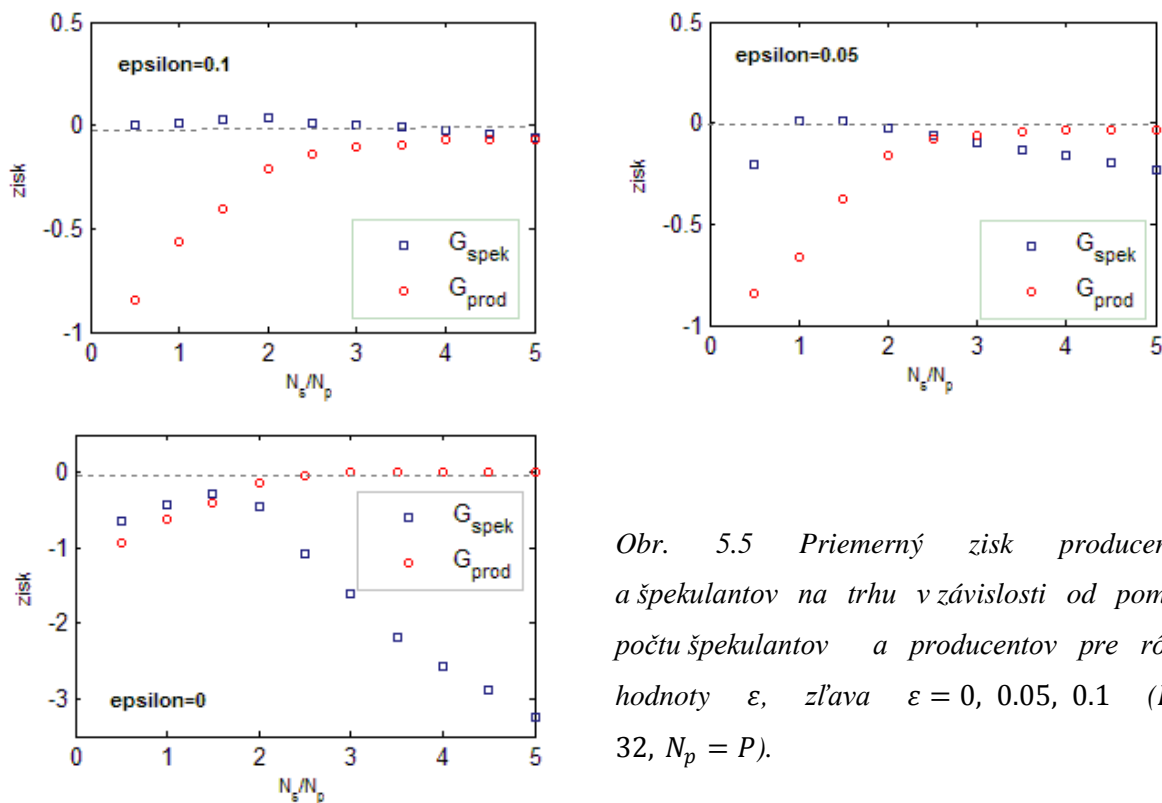 0.5
epsilon=0.1
0
zisk
-0.5
G_spek
G_prod
-1
0 1 2 3 4 5
N_s/N_p
0.5
epsilon=0.05
0
zisk
-0.5
G_spek
G_prod
-1
0 1 2 3 4 5
N_s/N_p
0
G_spek
-1
G_prod
zisk
-2
-3
epsilon=0
0 1 2 3 4 5
N_s/N_p
Obr. 5.5 Priemerný zisk
a špekulantov na trhu v závislosti od
počtu špekulantov a producentov pre
hodnoty ε, zľava ε = 0, 0.05, 0.1
32, N_p = P).